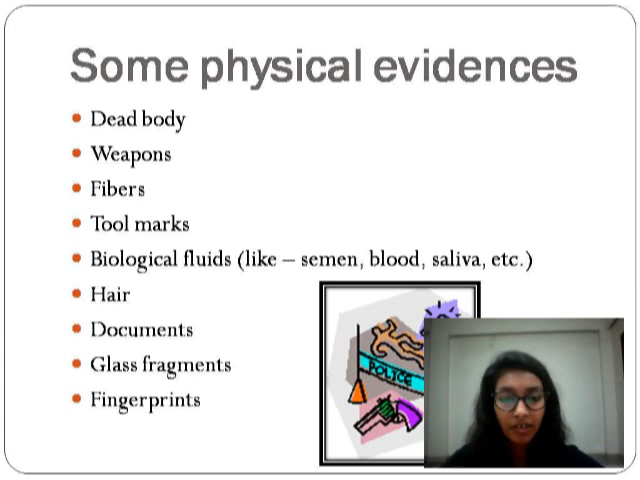 Some physical evidences
Dead body
Weapons
Fibers
Tool marks
Biological fluids (like – semen, blood, saliva, etc.)
Hair
Documents
Glass fragments
Fingerprints
POLICE